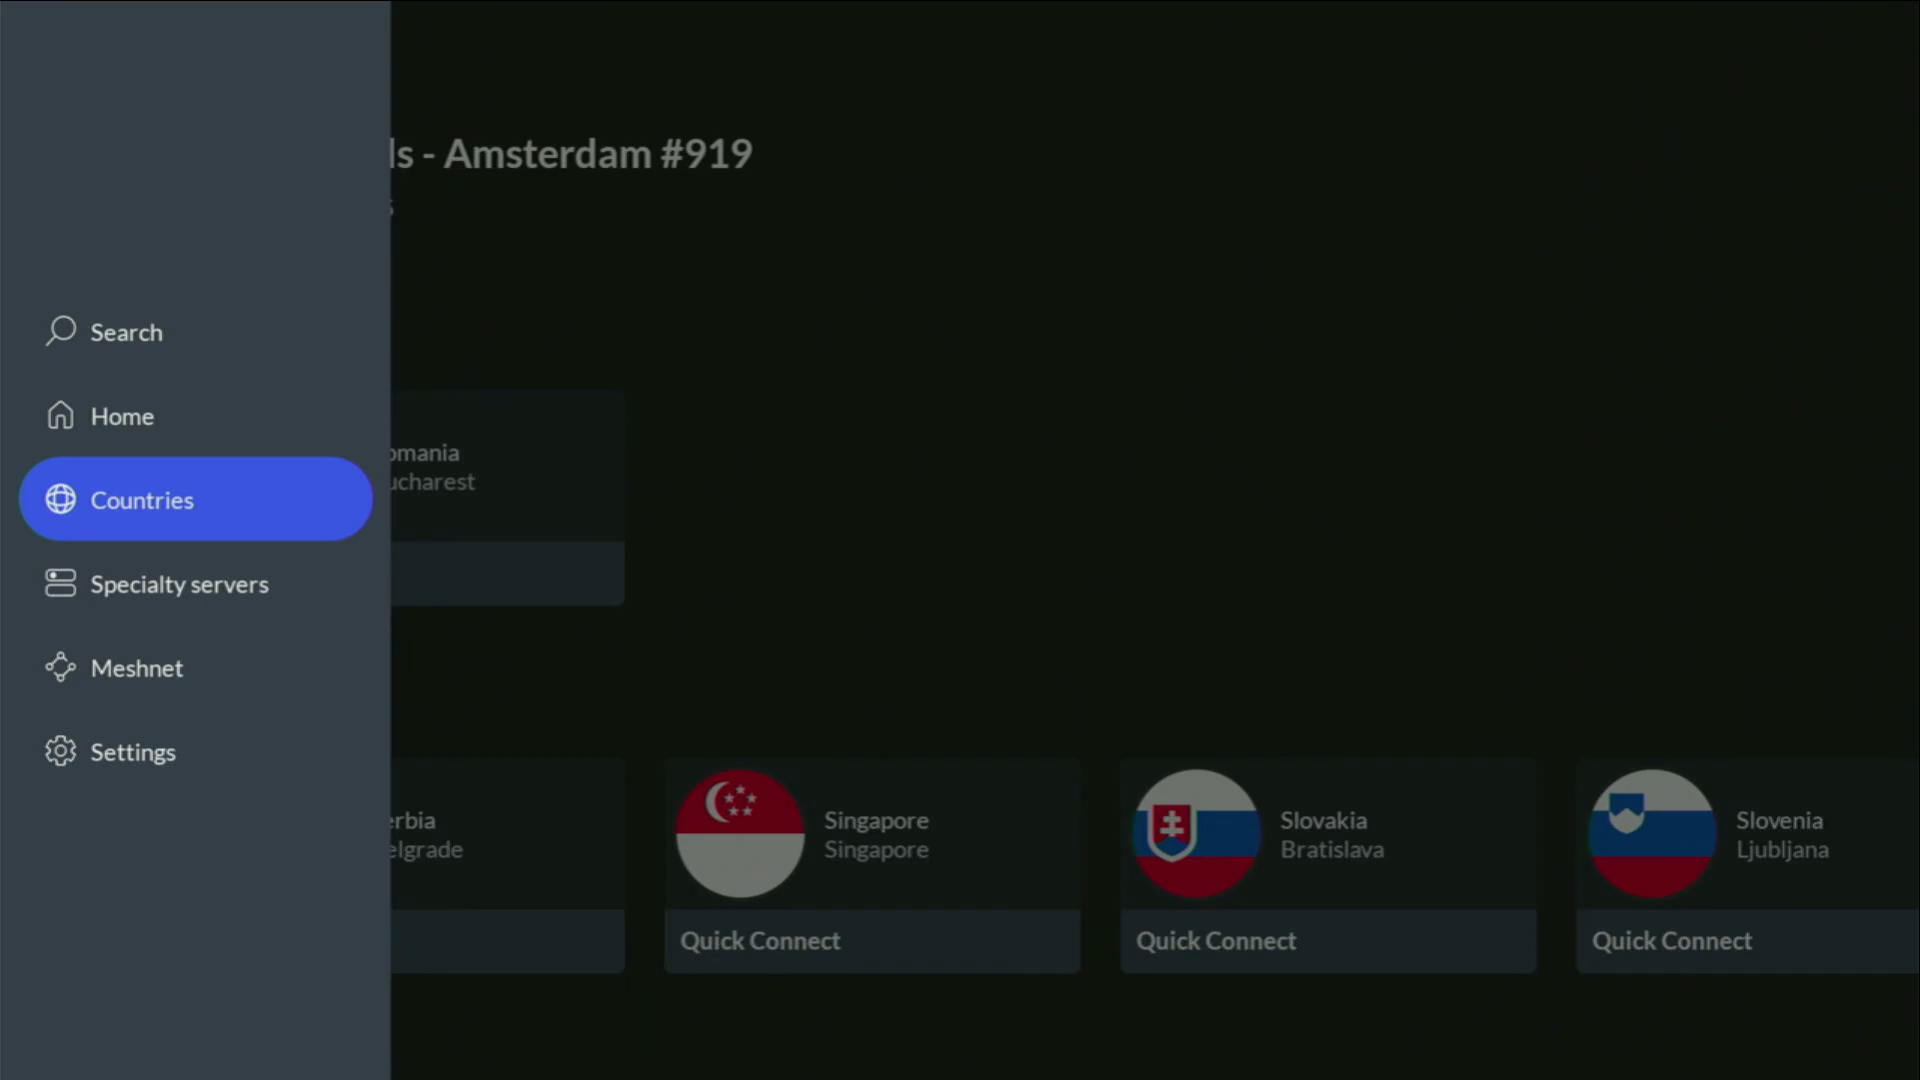 Search
Home
Countries
Specialty servers
Meshnet
Settings
ls - Amsterdam #919
omania
ucharest
erbia
elgrade
Singapore
Singapore
Quick Connect
Slovakia
Bratislava
Quick Connect
Slovenia
Ljubljana
Quick Connect